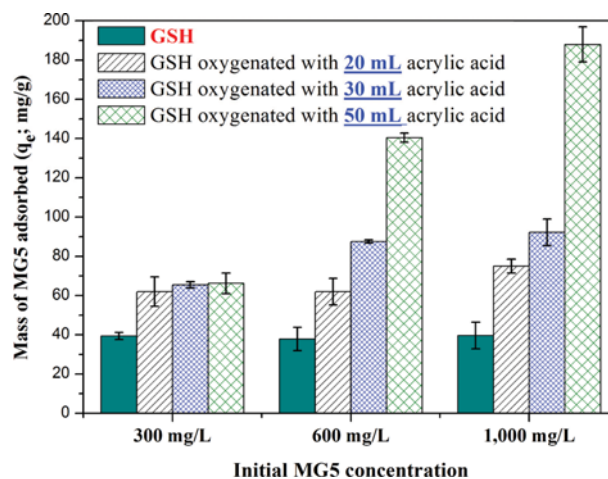 200
180
160
140
120
100
80
60
40
20
0
Mass of MG5 adsorbed (qe; mg/g)
GSH
GSH oxygenated with 20 mL acrylic acid
GSH oxygenated with 30 mL acrylic acid
GSH oxygenated with 50 mL acrylic acid
300 mg/L
600 mg/L
1,000 mg/L
Initial MG5 concentration